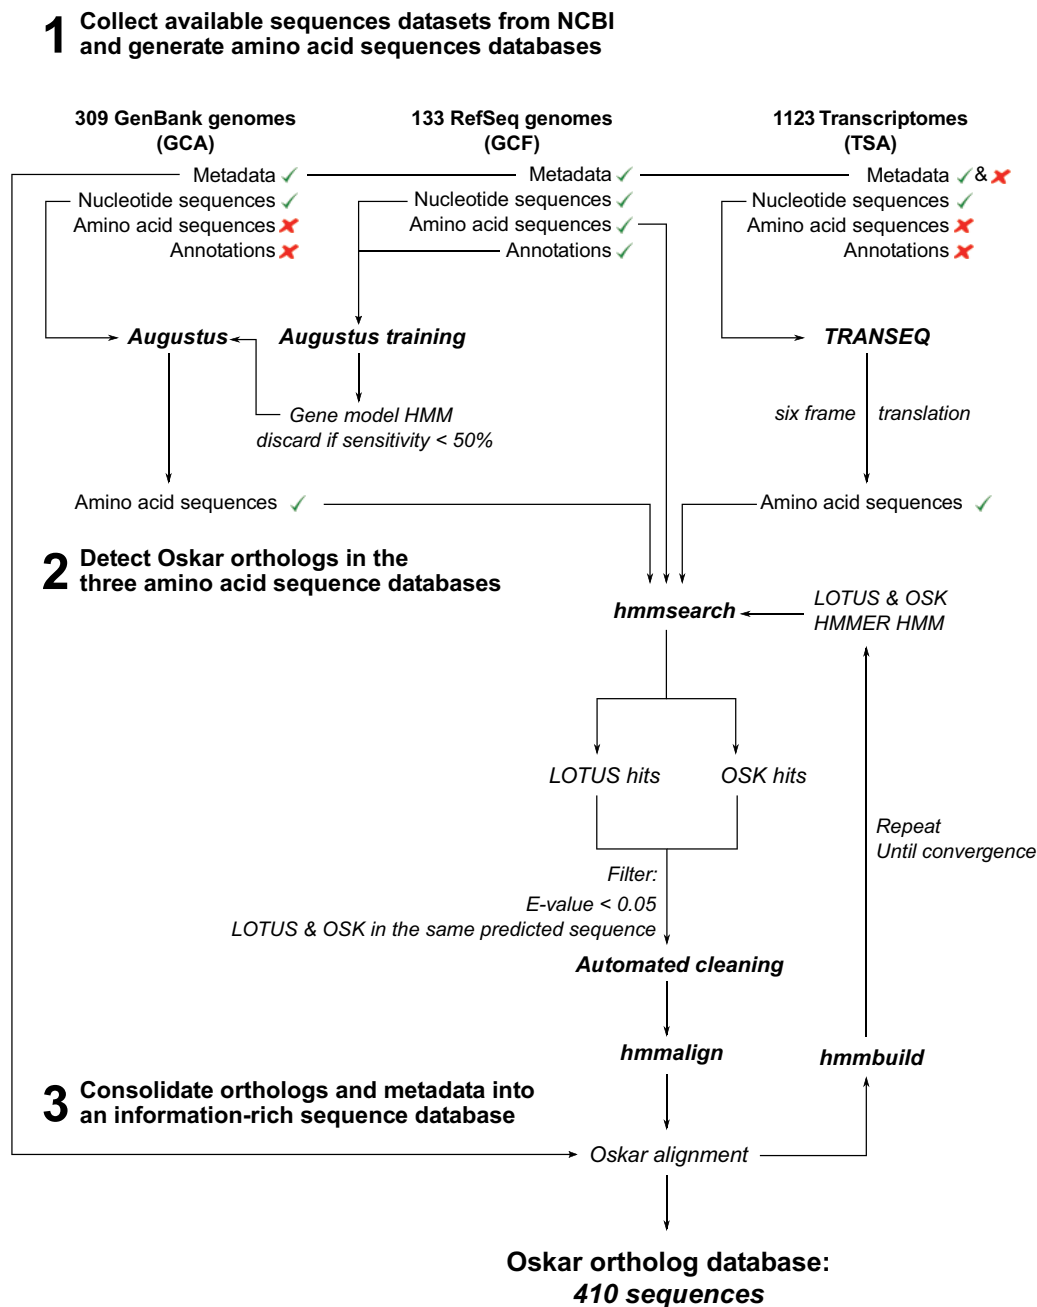 1 Collect available sequences datasets from NCBI
and generate amino acid sequences databases
309 GenBank genomes
(GCA)
Metadata
Nucleotide sequences
Amino acid sequences
Annotations
133 RefSeq genomes
(GCF)
Metadata
Nucleotide sequences
Amino acid sequences
Annotations
1123 Transcriptomes
(TSA)
Metadata &
Nucleotide sequences
Amino acid sequences
Annotations
Augustus
Augustus training
TRANSEQ
Gene model HMM
discard if sensitivity < 50%
six frame translation
Amino acid sequences
Amino acid sequences
2 Detect Oskar orthologs in the
three amino acid sequence databases
hmmsearch
LOTUS & OSK
HMMER HMM
LOTUS hits
OSK hits
Repeat
Until convergence
Filter:
E-value < 0.05
LOTUS & OSK in the same predicted sequence
Automated cleaning
hmmalign
hmmbuild
3 Consolidate orthologs and metadata into
an information-rich sequence database
Oskar alignment
Oskar ortholog database:
410 sequences